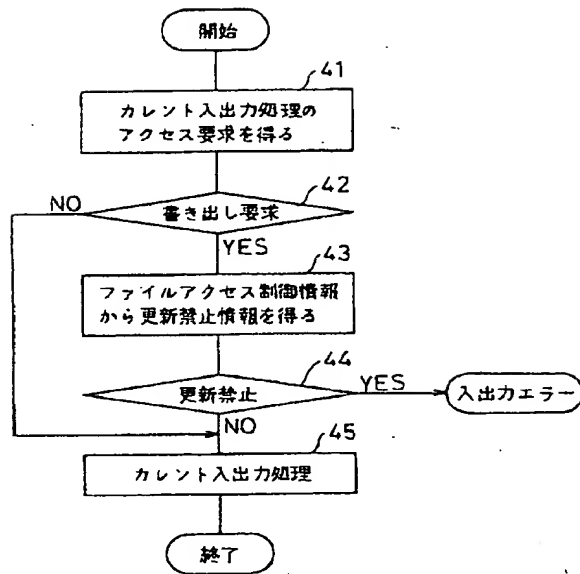 開始
41
カレント入出力処理の
アクセス要求を得る
42
NO
書き出し要求
YES
43
ファイルアクセス制御情報
から更新禁止情報を得る
44
更新禁止
YES
入出力エラー
NO
45
カレント入出力処理
終了